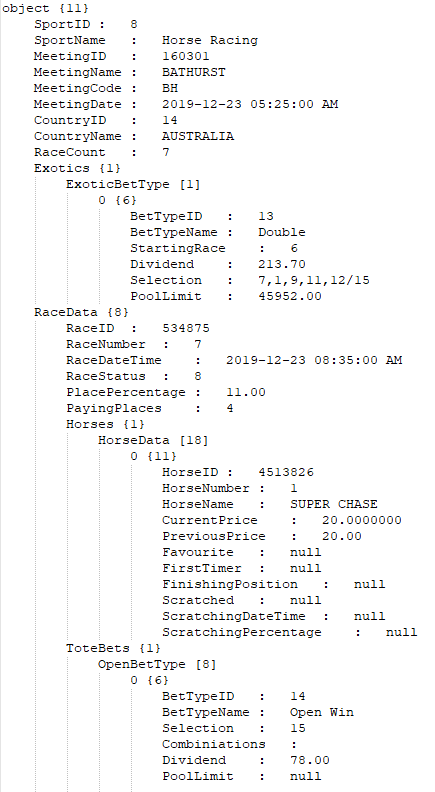 object {11}
SportID : 8
SportName : Horse Racing
MeetingID : 160301
MeetingName : BATHURST
MeetingCode : BH
MeetingDate : 2019-12-23 05:25:00 AM
CountryID : 14
CountryName : AUSTRALIA
RaceCount : 7
Exotics {1}
ExoticBetType [1]
0 {6}
BetTypeID : 13
BetTypeName : Double
StartingRace : 6
Dividend : 213.70
Selection : 7,1,9,11,12/15
PoolLimit : 45952.00
RaceData {8}
RaceID : 534875
RaceNumber : 7
RaceDateTime : 2019-12-23 08:35:00 AM
RaceStatus : 8
PlacePercentage : 11.00
PayingPlaces : 4
Horses {1}
HorseData [18]
0 {11}
HorseID : 4513826
HorseNumber : 1
HorseName : SUPER CHASE
CurrentPrice : 20.0000000
PreviousPrice : 20.00
Favourite : null
FirstTimer : null
FinishingPosition : null
Scratched : null
ScratchingDateTime : null
ScratchingPercentage : null
ToteBets {1}
OpenBetType [8]
0 {6}
BetTypeID : 14
BetTypeName : Open Win
Selection : 15
Combiniations :
Dividend : 78.00
PoolLimit : null